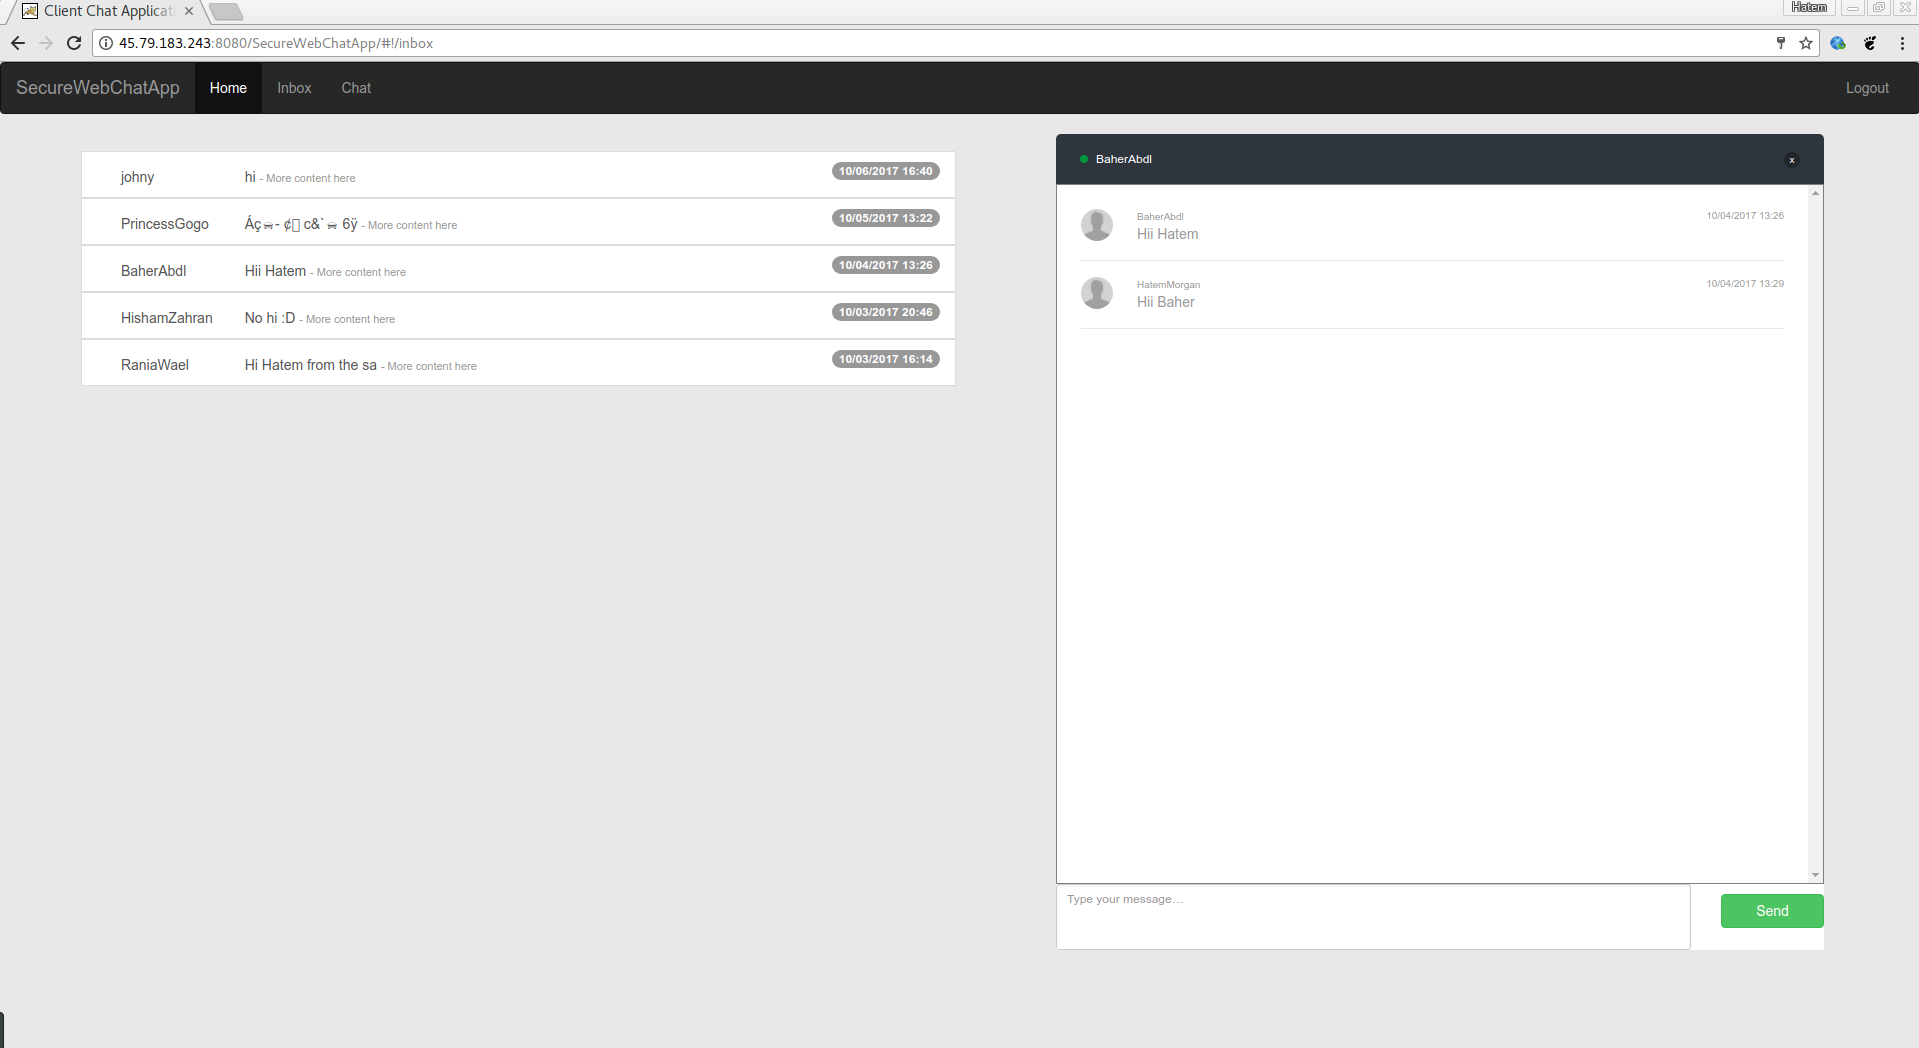 Client Chat Applicat
Hatem
45.79.183.243:8080/SecureWebChatApp/#!/inbox
SecureWebChatApp Home Inbox Chat Logout
johny hi - More content here 10/06/2017 16:40
PrincessGogo - More content here 10/05/2017 13:22
BaherAbdl Hii Hatem - More content here 10/04/2017 13:26
HishamZahran No hi :D - More content here 10/03/2017 20:46
RaniaWael Hi Hatem from the sa - More content here 10/03/2017 16:14
BaherAbdl x
BaherAbdl 10/04/2017 13:26
Hii Hatem
HatemMorgan 10/04/2017 13:29
Hii Baher
Type your message…
Send